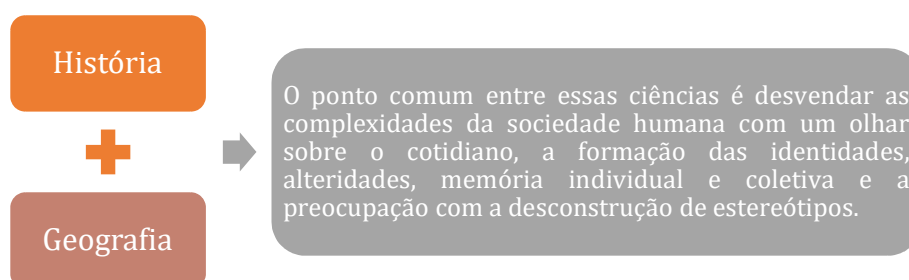 História
O ponto comum entre essas ciências é desvendar as
complexidades da sociedade humana com um olhar
sobre o cotidiano, a formação das identidades,
alteridades, memória individual e coletiva e a
preocupação com a desconstrução de estereótipos.
Geografia